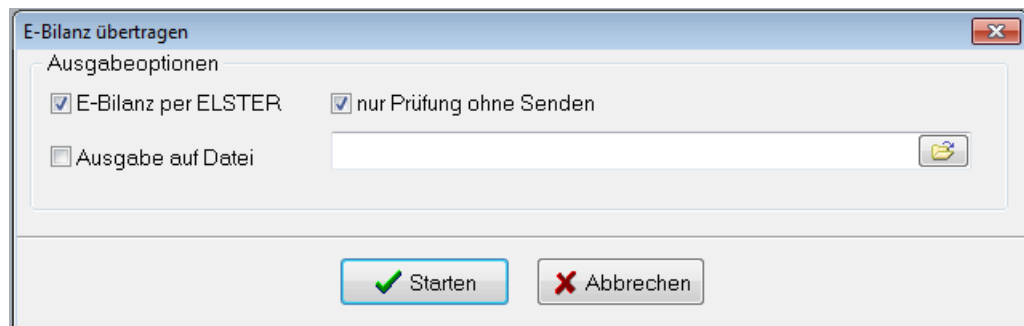 E-Bilanz übertragen
Ausgabeoptionen
E-Bilanz per ELSTER nur Prüfung ohne Senden
Ausgabe auf Datei
Starten Abbrechen